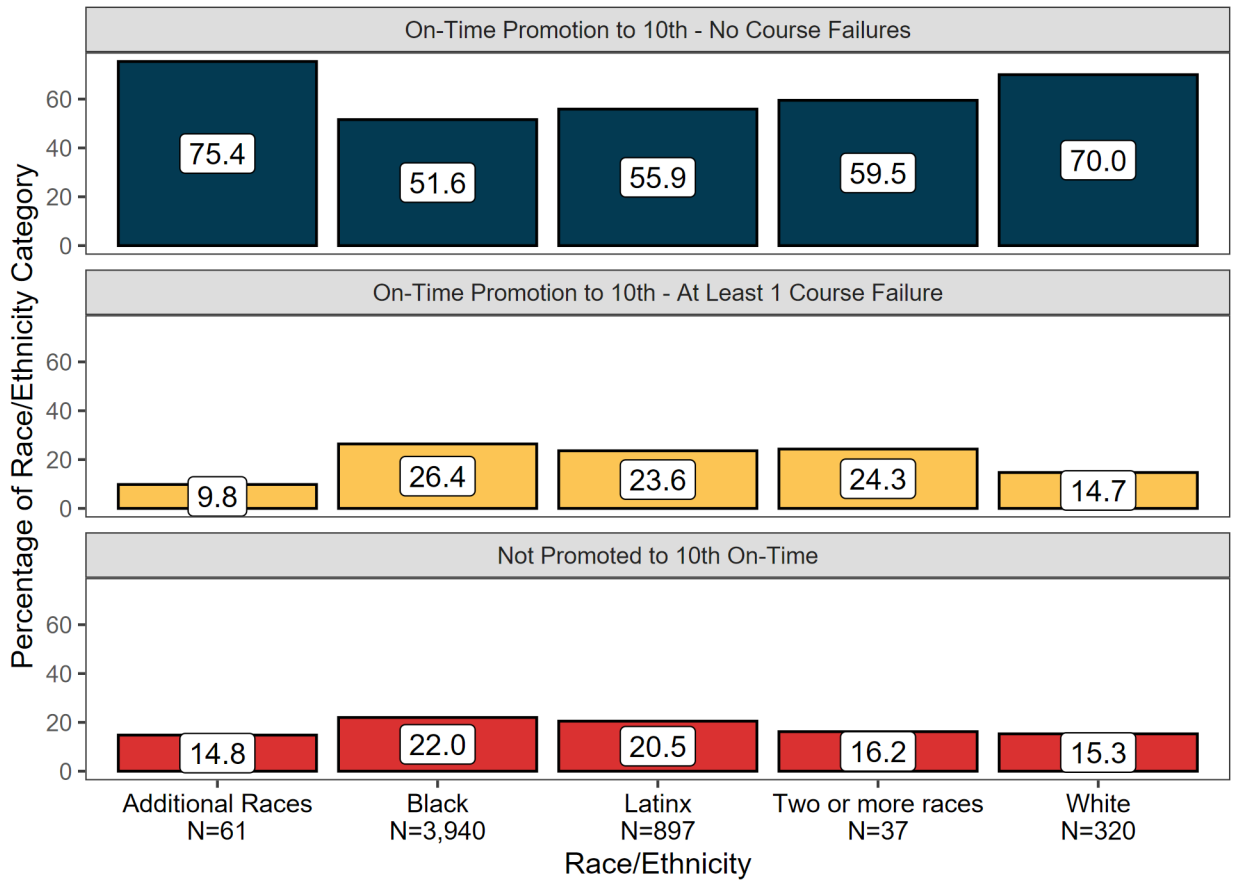 On-Time Promotion to 10th - No Course Failures
60
40
20
0
75.4
51.6
55.9
59.5
70.0
On-Time Promotion to 10th - At Least 1 Course Failure
60
40
20
0
9.8
26.4
23.6
24.3
14.7
Not Promoted to 10th On-Time
60
40
20
0
14.8
22.0
20.5
16.2
15.3
Percentage of Race/Ethnicity Category
Additional Races
N=61
Black
N=3,940
Latinx
N=897
Two or more races
N=37
White
N=320
Race/Ethnicity